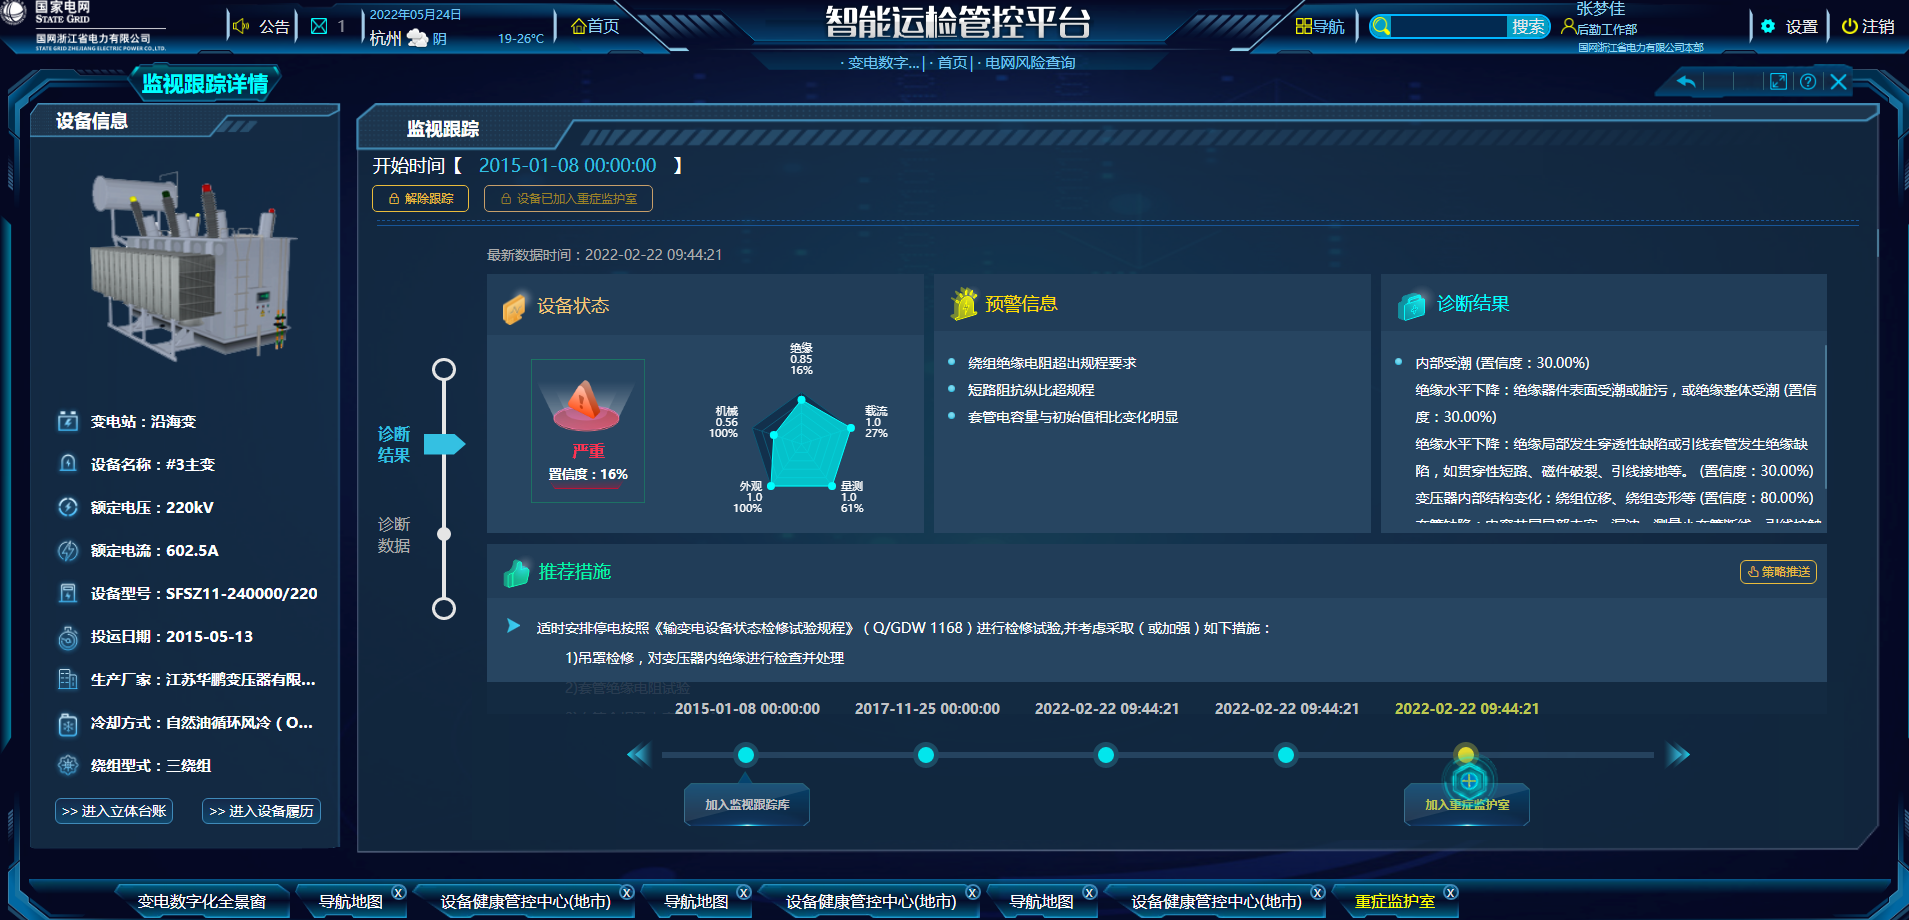 国家电网
STATE GRID
国网浙江省电力有限公司
STATE GRID ZHEJIANG ELECTRIC POWER CO.,LTD.
公告
1
2022年05月24日
杭州 阴 19-26°C
首页
智能运检管控平台
· 变电数字...| · 首页| · 电网风险查询
导航
搜索
张梦佳
后勤工作部
国网浙江省电力有限公司本部
设置
注销
监视跟踪详情
设备信息
变电站：沿海变
设备名称：#3主变
额定电压：220kV
额定电流：602.5A
设备型号：SFSZ11-240000/220
投运日期：2015-05-13
生产厂家：江苏华鹏变压器有限...
冷却方式：自然油循环风冷（O...
绕组型式：三绕组
>> 进入立体台账
>> 进入设备履历
监视跟踪
开始时间【 2015-01-08 00:00:00 】
解除跟踪
设备已加入重症监护室
诊断
结果
诊断
数据
最新数据时间：2022-02-22 09:44:21
设备状态
严重
置信度：16%
绝缘
0.85
16%
机械
0.56
100%
载流
1.0
27%
外观
1.0
100%
量测
1.0
61%
预警信息
绕组绝缘电阻超出规程要求
短路阻抗纵比超规程
套管电容量与初始值相比变化明显
诊断结果
内部受潮 (置信度：30.00%)
绝缘水平下降：绝缘器件表面受潮或脏污，或绝缘整体受潮 (置信
度：30.00%)
绝缘水平下降：绝缘局部发生穿透性缺陷或引线套管发生绝缘缺
陷，如贯穿性短路、磁件破裂、引线接地等。 (置信度：30.00%)
变压器内部结构变化：绕组位移、绕组变形等 (置信度：80.00%)
推荐措施
策略推送
适时安排停电按照《输变电设备状态检修试验规程》（Q/GDW 1168）进行检修试验,并考虑采取（或加强）如下措施：
1)吊罩检修，对变压器内绝缘进行检查并处理
2)套管绝缘电阻试验
2015-01-08 00:00:00
2017-11-25 00:00:00
2022-02-22 09:44:21
2022-02-22 09:44:21
2022-02-22 09:44:21
加入监视跟踪库
加入重症监护室
变电数字化全景窗
导航地图
设备健康管控中心(地市)
导航地图
设备健康管控中心(地市)
导航地图
设备健康管控中心(地市)
重症监护室